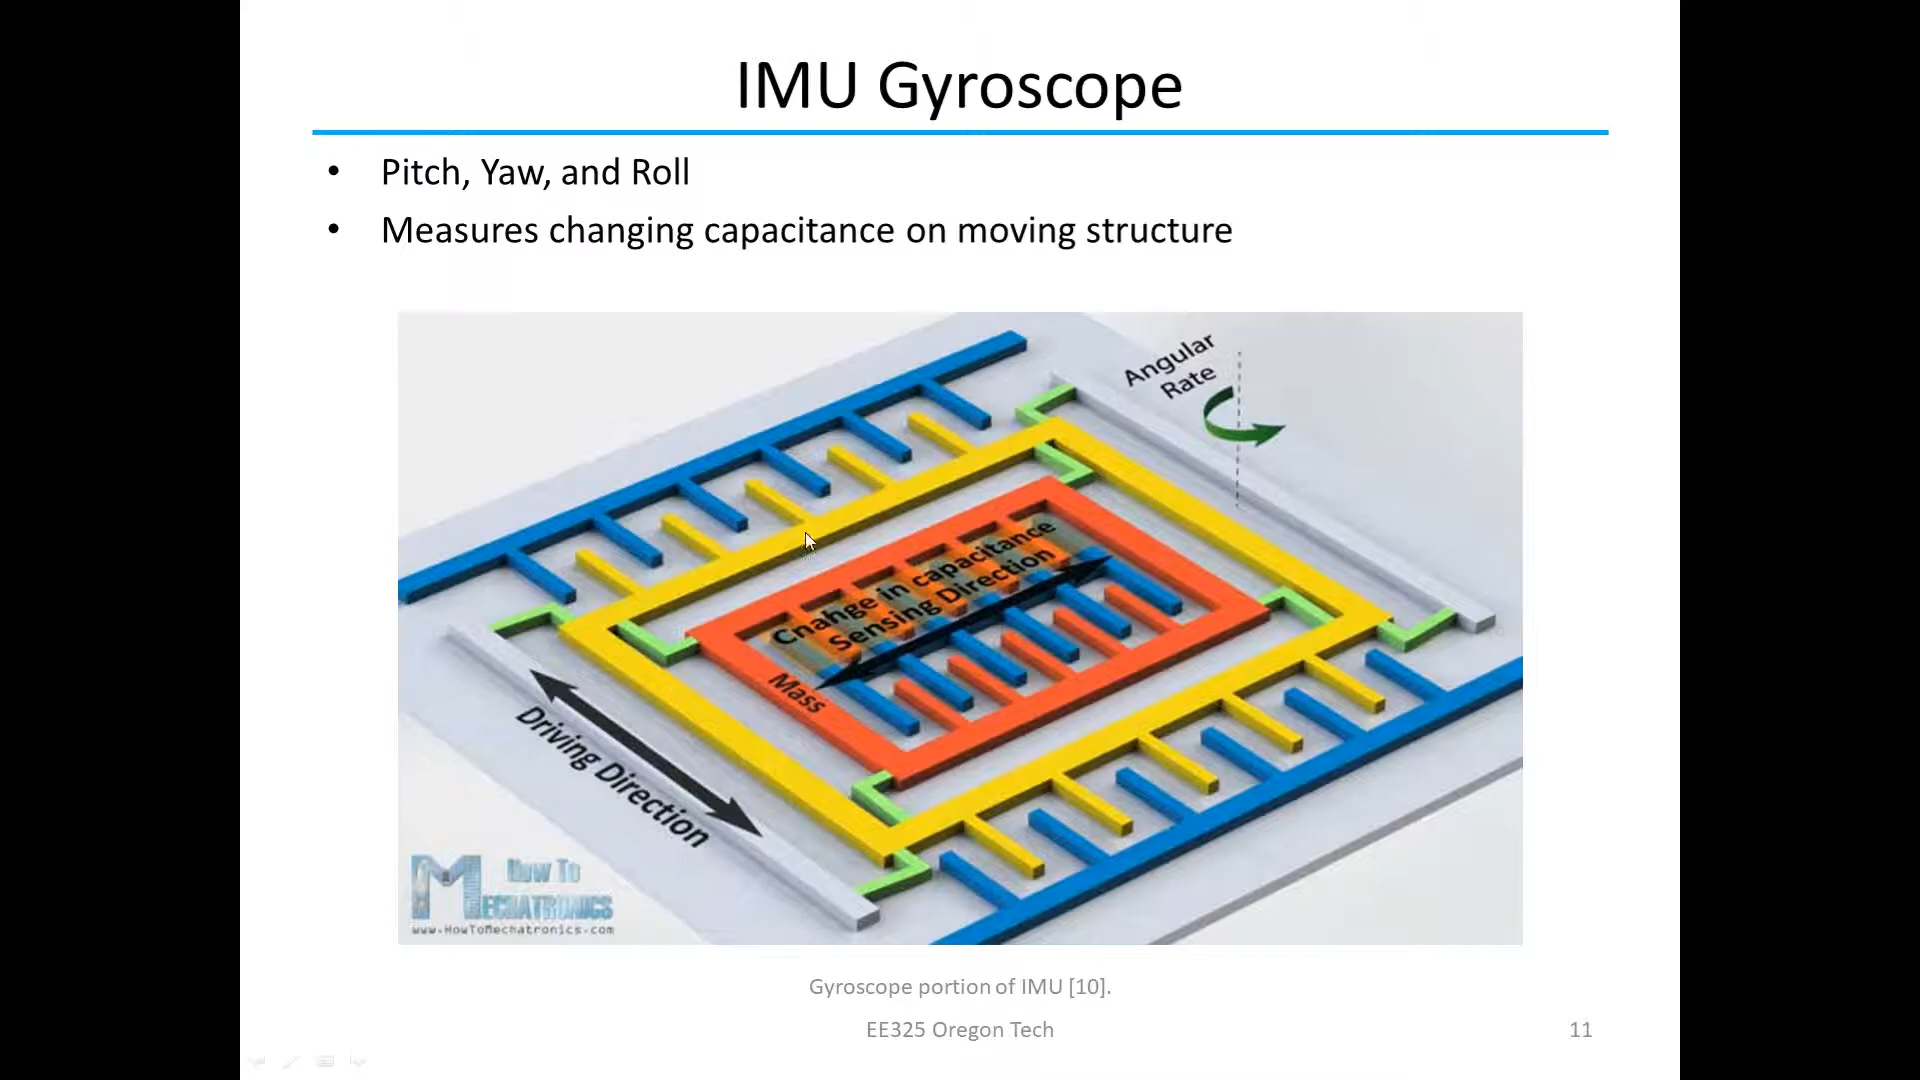 IMU Gyroscope
• Pitch, Yaw, and Roll
• Measures changing capacitance on moving structure
Angular
Rate
Cnahge in capacitance
Sensing Direction
Mass
Driving Direction
How To
MECHATRONICS
www.HowToMechatronics.com
Gyroscope portion of IMU [10].
EE325 Oregon Tech
11